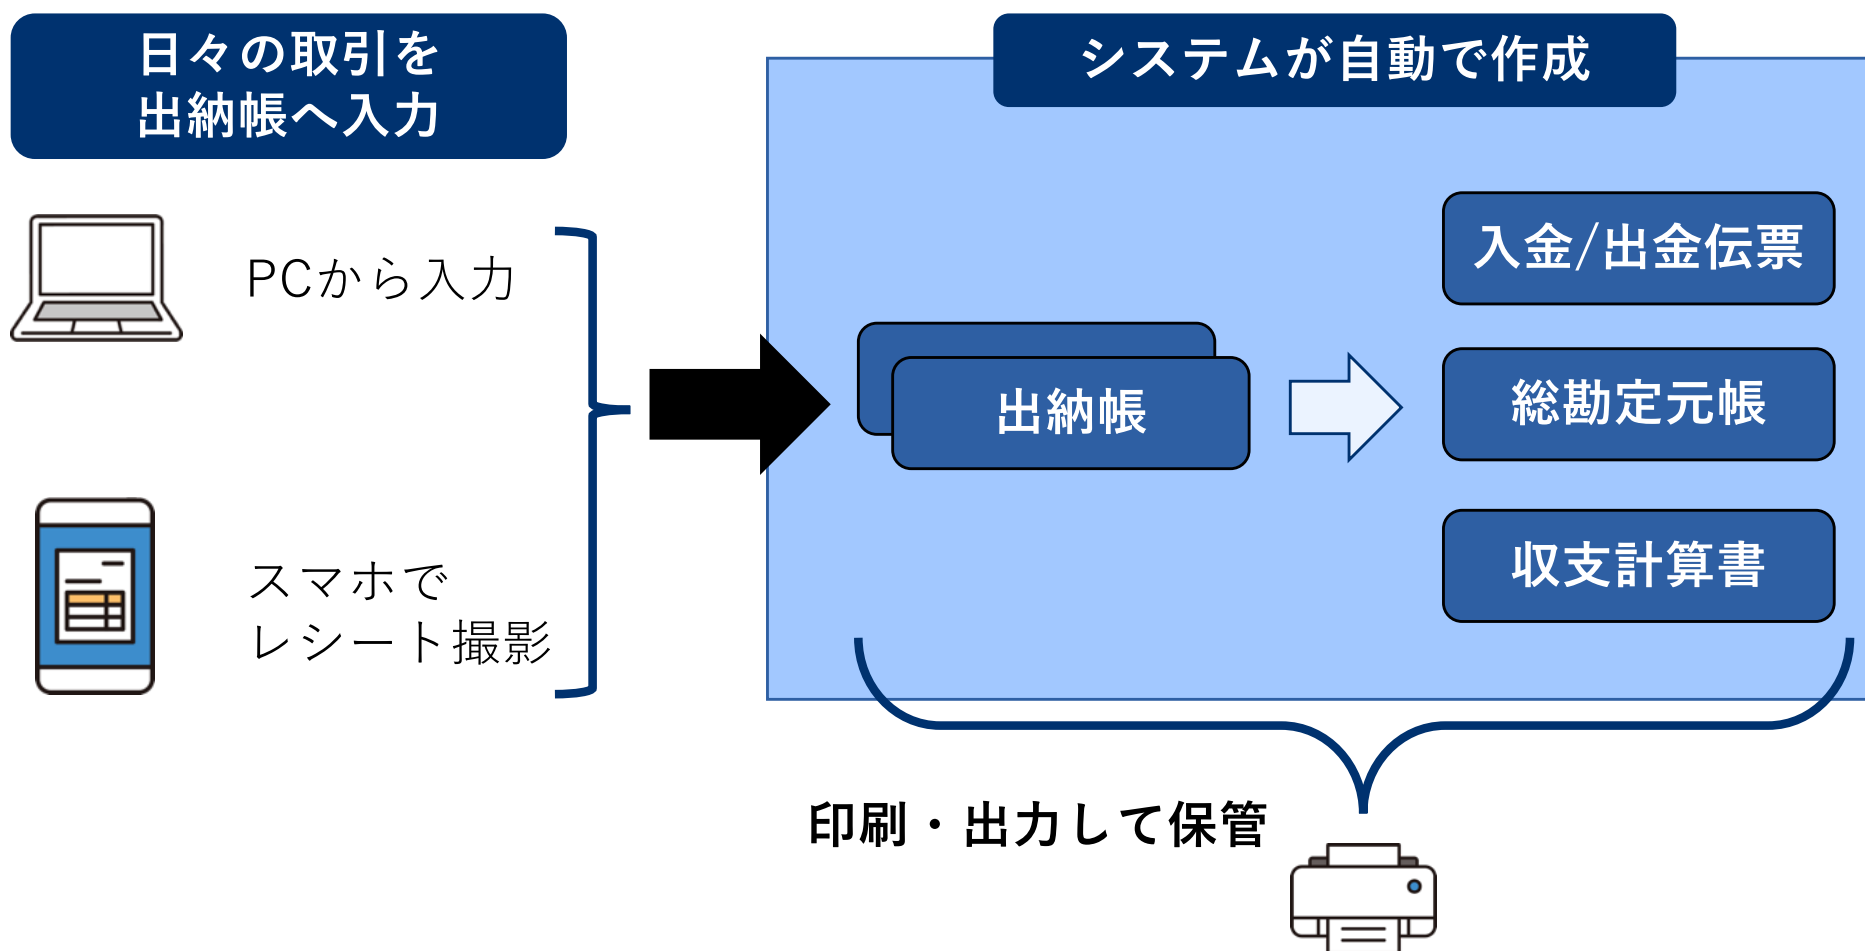 日々の取引を
出納帳へ入力
PCから入力
スマホで
レシート撮影
システムが自動で作成
出納帳
入金/出金伝票
総勘定元帳
収支計算書
印刷・出力して保管